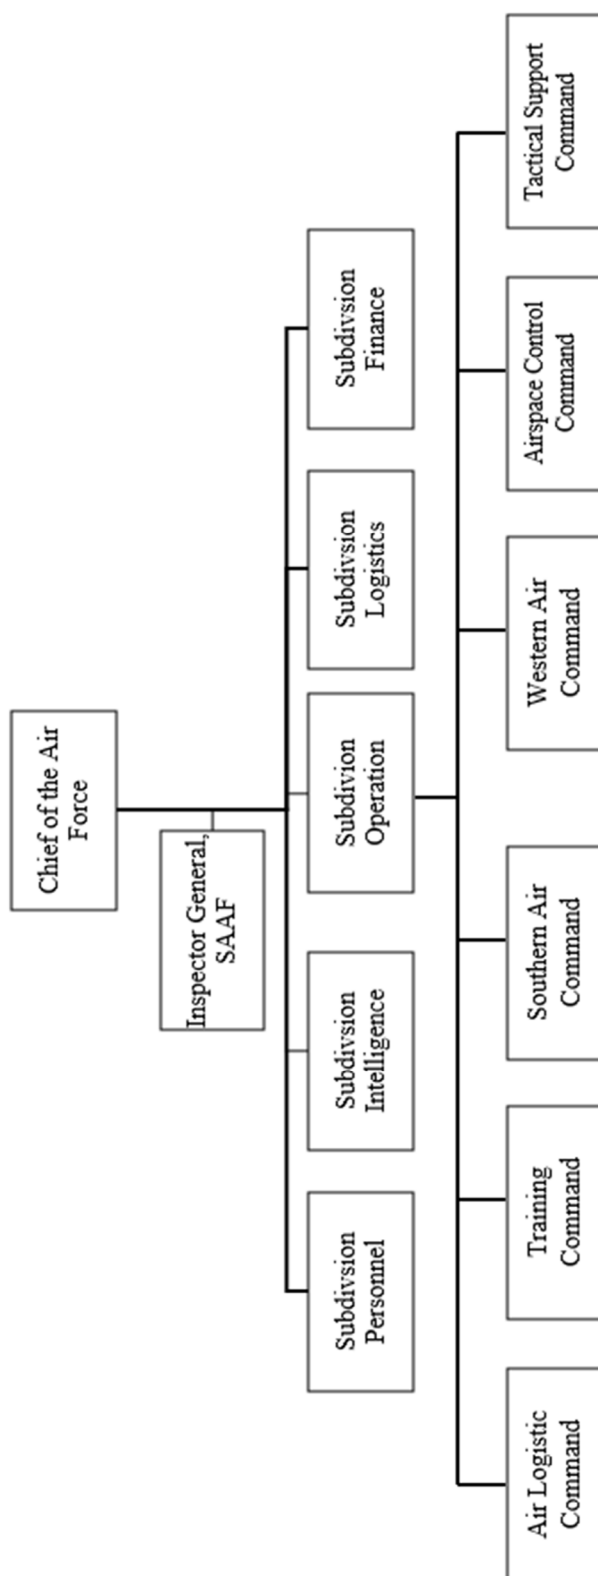 Chief of the Air
Force
Inspector General,
SAAF
Subdivsion
Personnel
Subdivsion
Intelligence
Subdivion
Operation
Subdivsion
Logistics
Subdivsion
Finance
Air Logistic
Command
Training
Command
Southern Air
Command
Western Air
Command
Airspace Control
Command
Tactical Support
Command